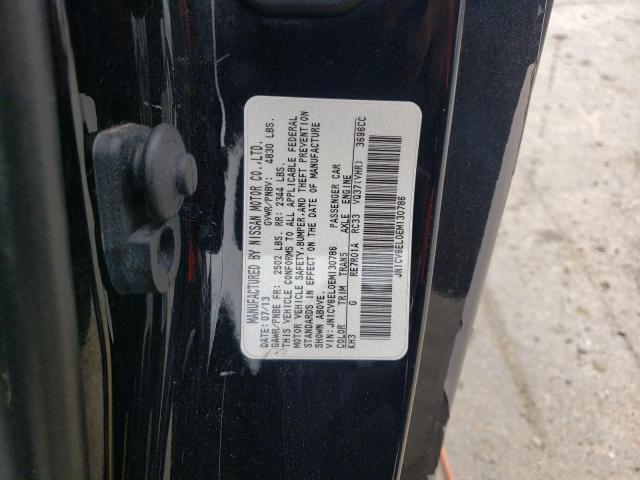 MANUFACTURED BY NISSAN MOTOR CO.,LTD.
DATE: 07/13 GVWR/PNBV: 4830 LBS.
GAWR/PNBE FR: 2502 LBS. RR: 2344 LBS.
THIS VEHICLE CONFORMS TO ALL APPLICABLE FEDERAL
MOTOR VEHICLE SAFETY,BUMPER,AND THEFT PREVENTION
STANDARDS IN EFFECT ON THE DATE OF MANUFACTURE
SHOWN ABOVE.
VIN: JN1CV6EL0EM130786 PASSENGER CAR
COLOR TRIM TRANS AXLE ENGINE
KH3 G RE7R01A RC33 VQ37(VHR) 3696CC
JN1CV6EL0EM130786